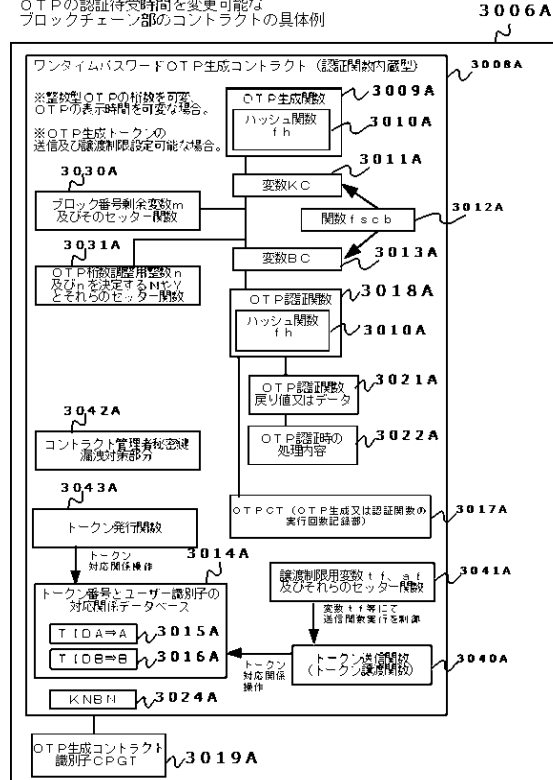 OTPの認証待受時間を変更可能な
ブロックチェーン部のコントラクトの具体例
3006A
ワンタイムパスワードOTP生成コントラクト(認証関数内蔵型)
3008A
※整数型OTPの桁数を可変、
OTPの表示時間を可変な場合。
※OTP生成トークンの
送信及び譲渡制限設定可能な場合。
OTP生成関数
3009A
ハッシュ関数
fh
3010A
3011A
変数KC
3030A
ブロック番号剰余変数m
及びそのセッター関数
関数fscb
3012A
3031A
変数BC
3013A
OTP桁数調整用整数n
及びnを決定するNやY
とそれらのセッター関数
OTP認証関数
3018A
ハッシュ関数
fh
3010A
OTP認証関数
戻り値又はデータ
3021A
3042A
コントラクト管理者秘密鍵
漏洩対策部分
OTP認証時の
処理内容
3022A
3043A
トークン発行関数
OTPCT(OTP生成又は認証関数の
実行回数記録部)
3017A
トークン
対応関係操作
3014A
トークン番号とユーザー識別子の
対応関係データベース
譲渡制限用変数tf、at
及びそれらのセッター関数
3041A
TIDA⇒A
3015A
変数tf等にて
送信関数実行を制御
TIDB⇒B
3016A
トークン
対応関係
操作
トークン送信関数
(トークン譲渡関数)
3040A
KNBN
3024A
OTP生成コントラクト
識別子CPGT
3019A